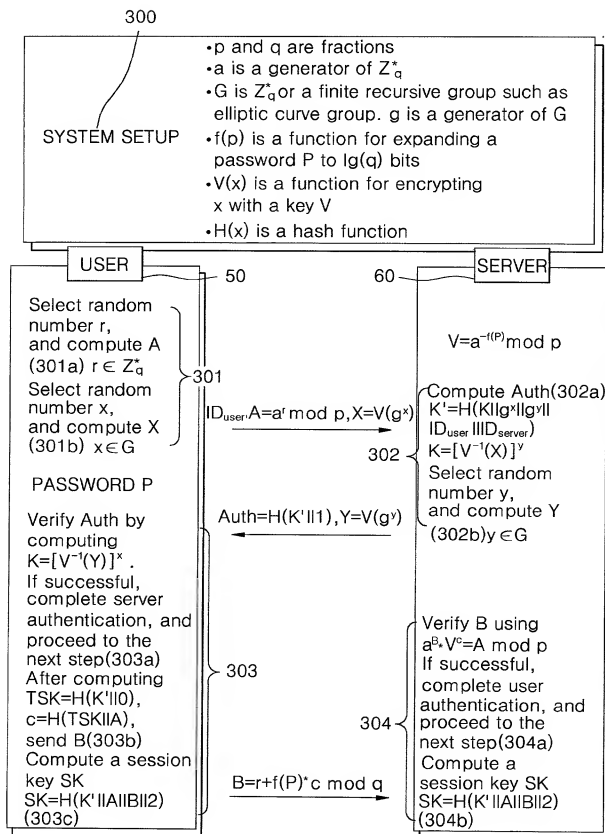 300
SYSTEM SETUP
•p and q are fractions
•a is a generator of Z*q
•G is Z*q or a finite recursive group such as
elliptic curve group. g is a generator of G
•f(p) is a function for expanding a
password P to lg(q) bits
•V(x) is a function for encrypting
x with a key V
•H(x) is a hash function
USER
50
60
SERVER
Select random
number r,
and compute A
(301a) r∈Z*q
Select random
number x,
and compute X
(301b) x∈G
301
PASSWORD P
V=a^-f(P) mod p
ID_user,A=a^r mod p,X=V(g^x)
Compute Auth(302a)
K'=H(K||g^x||g^y||
ID_user||ID_server)
K=[V^-1(X)]^y
Select random
number y,
and compute Y
(302b)y∈G
302
Auth=H(K'||1),Y=V(g^y)
Verify Auth by
computing
K=[V^-1(Y)]^x.
If successful,
complete server
authentication, and
proceed to the
next step(303a)
After computing
TSK=H(K'||0),
c=H(TSK||A),
send B(303b)
Compute a session
key SK
SK=H(K'||A||B||2)
(303c)
303
B=r+f(P)*c mod q
Verify B using
a^B*V^c=A mod p
If successful,
complete user
authentication, and
proceed to the
next step(304a)
Compute a
session key SK
SK=H(K'||A||B||2)
(304b)
304